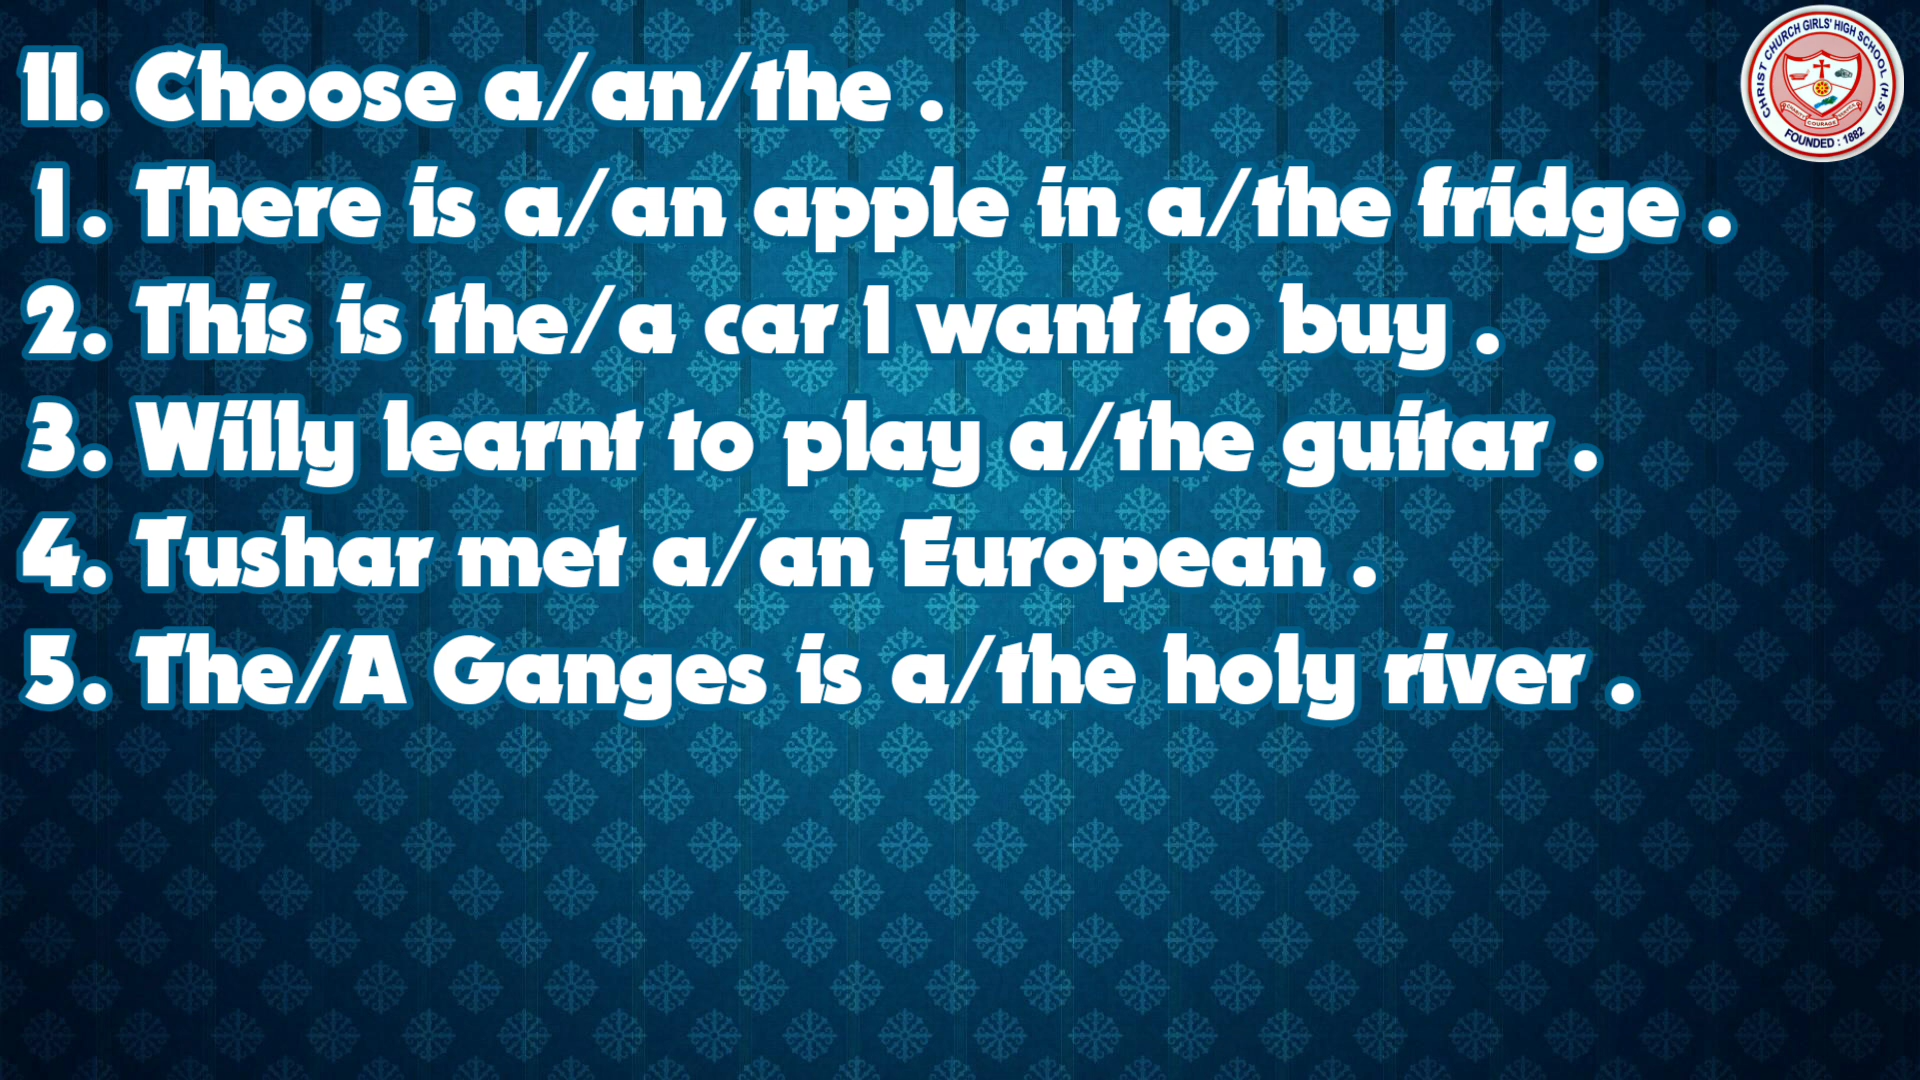 II. Choose a/an/the .
1. There is a/an apple in a/the fridge .
2. This is the/a car I want to buy .
3. Willy learnt to play a/the guitar .
4. Tushar met a/an European .
5. The/A Ganges is a/the holy river .
CHRIST CHURCH GIRLS' HIGH SCHOOL (H.S)
COURAGE
FOUNDED : 1882